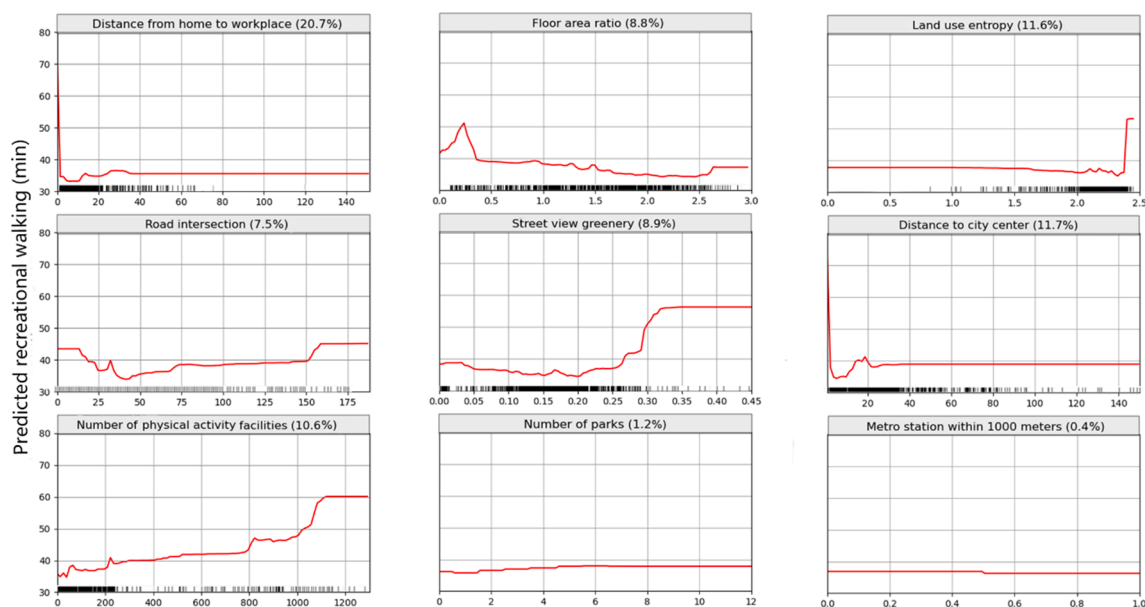 Predicted recreational walking (min)
Distance from home to workplace (20.7%)
80
70
60
50
40
30
0 20 40 60 80 100 120 140
Floor area ratio (8.8%)
0.0 0.5 1.0 1.5 2.0 2.5 3.0
Land use entropy (11.6%)
0.0 0.5 1.0 1.5 2.0 2.5
Road intersection (7.5%)
80
70
60
50
40
30
0 25 50 75 100 125 150 175
Street view greenery (8.9%)
0.00 0.05 0.10 0.15 0.20 0.25 0.30 0.35 0.40 0.45
Distance to city center (11.7%)
20 40 60 80 100 120 140
Number of physical activity facilities (10.6%)
80
70
60
50
40
30
0 200 400 600 800 1000 1200
Number of parks (1.2%)
0 2 4 6 8 10 12
Metro station within 1000 meters (0.4%)
0.0 0.2 0.4 0.6 0.8 1.0